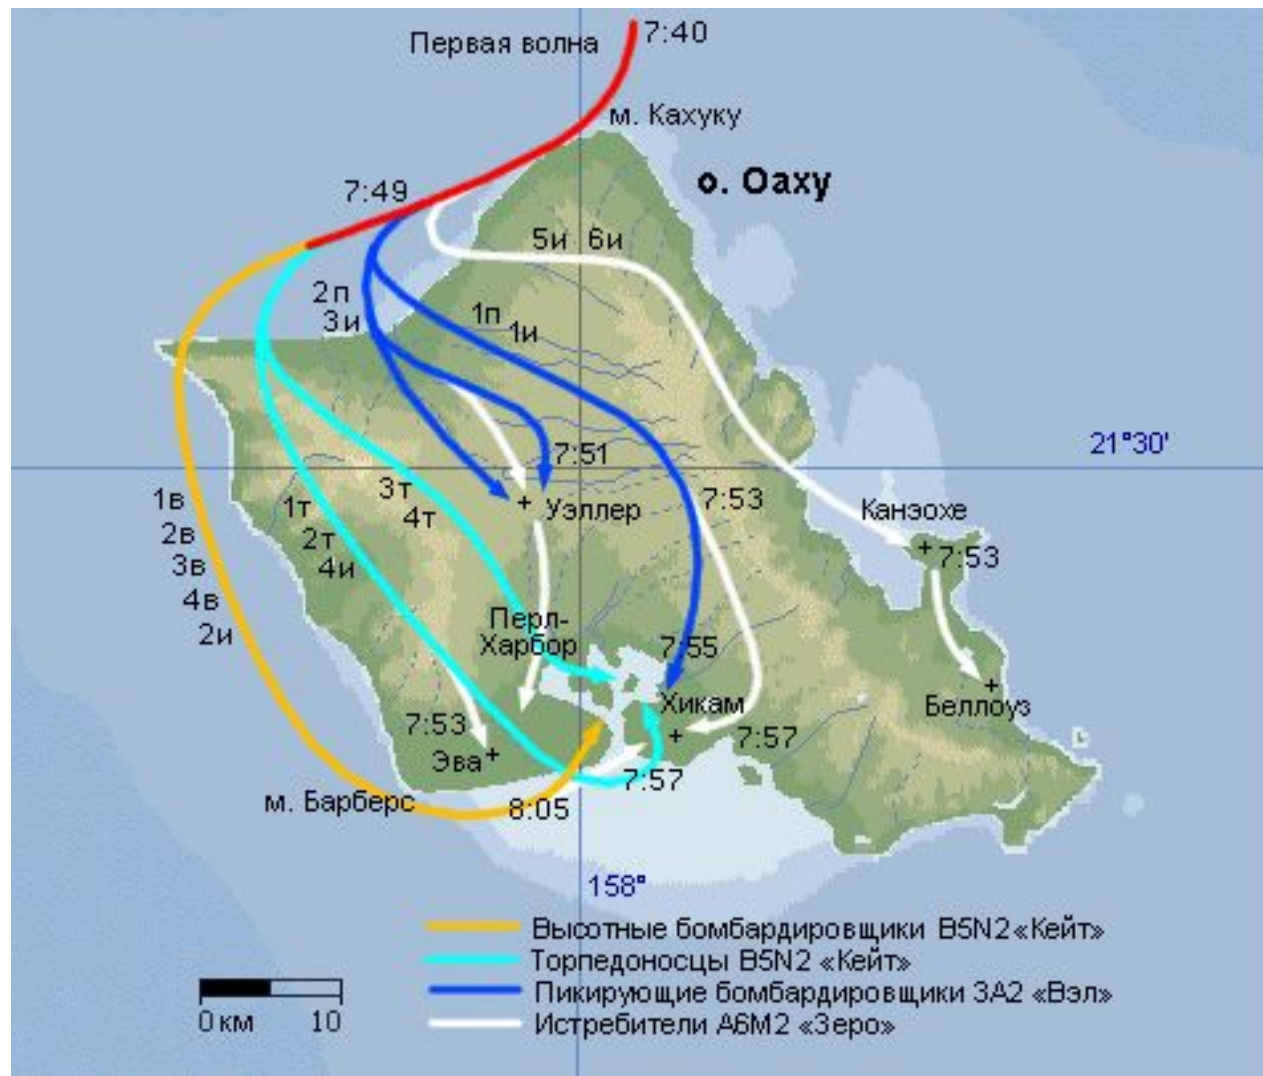 Первая волна
7:40
м. Кахуку
о. Оаху
7:49
5и 6и
2п
3и
1п
1и
21°30'
7:51
3т
4т
7:53
Уэллер
Канэохе
1в
2в
3в
4в
2и
1т
2т
4и
7:53
Перл-
Харбор
7:55
Хикам
Беллоуз
7:53
7:57
Эва
7:57
м. Барберс
8:05
158°
Высотные бомбардировщики B5N2 «Кейт»
Торпедоносцы B5N2 «Кейт»
Пикирующие бомбардировщики 3А2 «Вэл»
Истребители А6М2 «Зеро»
0 км 10